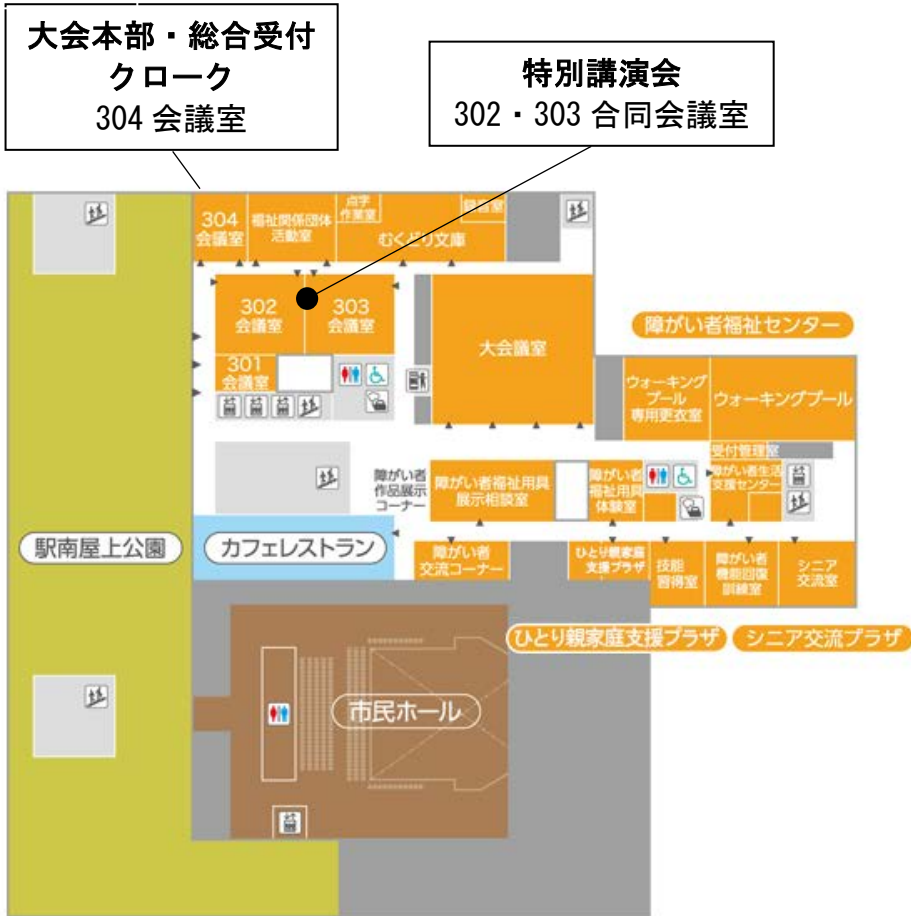 大会本部・総合受付
クローク
304 会議室
特別講演会
302・303 合同会議室
304
会議室
福祉関係団体
活動室
点字
作業室
録音室
むくどり文庫
302
会議室
303
会議室
301
会議室
大会議室
障がい者福祉センター
ウォーキング
プール
専用更衣室
ウォーキングプール
受付管理室
障がい者生活
支援センター
障がい者
作品展示
コーナー
障がい者福祉用具
展示相談室
障がい者
福祉用具
体験室
駅南屋上公園
カフェレストラン
障がい者
交流コーナー
ひとり親家庭
支援プラザ
技能
習得室
障がい者
機能回復
訓練室
シニア
交流室
ひとり親家庭支援プラザ
シニア交流プラザ
市民ホール